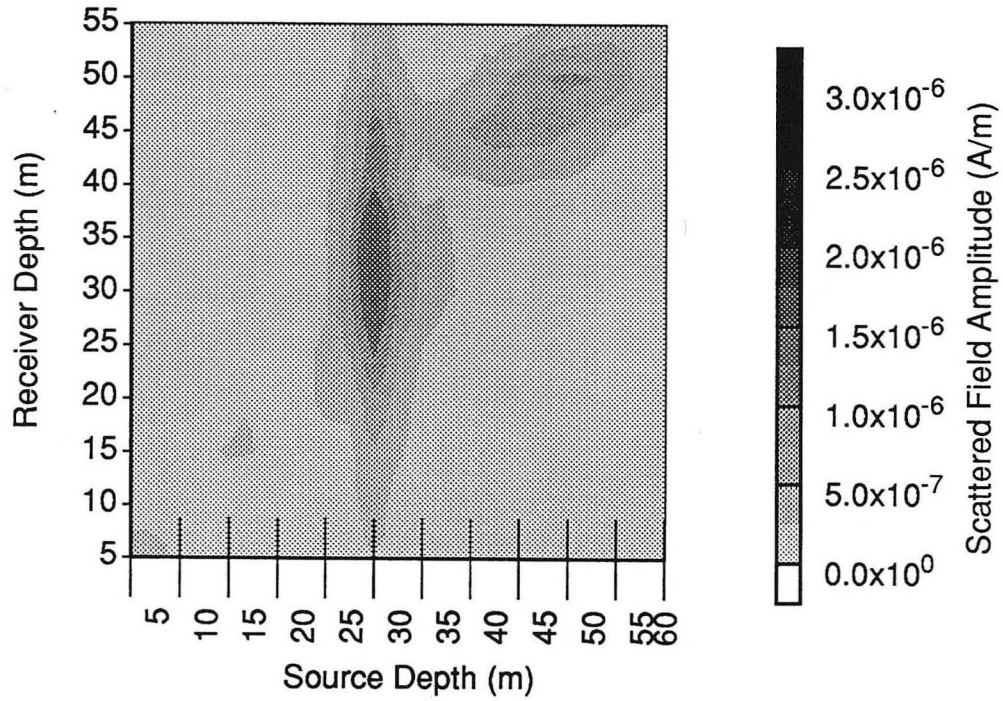 55
50
45
40
35
30
25
20
15
10
5
Receiver Depth (m)
5 10 15 20 25 30 35 40 45 50 55 60
Source Depth (m)
3.0x10⁻⁶
2.5x10⁻⁶
2.0x10⁻⁶
1.5x10⁻⁶
1.0x10⁻⁶
5.0x10⁻⁷
0.0x10⁰
Scattered Field Amplitude (A/m)